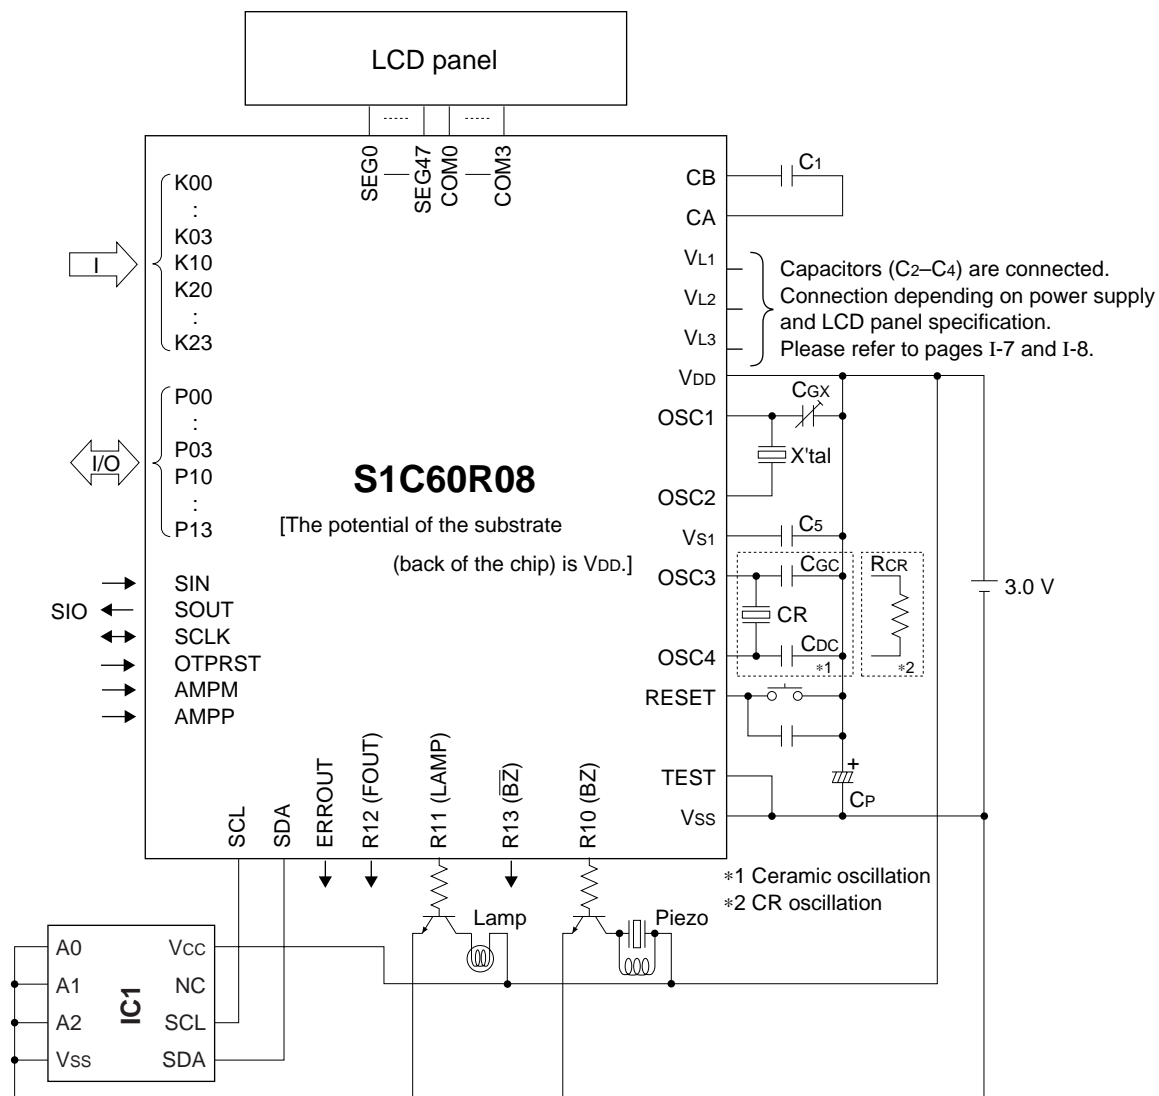 LCD panel
SEG0
SEG47
COM0
COM3
K00
:
K03
K10
K20
:
K23
I
P00
:
P03
P10
:
P13
I/O
SIN
SOUT
SCLK
OTPRST
AMPM
AMPP
SIO
S1C60R08
[The potential of the substrate
(back of the chip) is VDD.]
CB
CA
VL1
VL2
VL3
VDD
OSC1
OSC2
VS1
OSC3
OSC4
RESET
TEST
VSS
C1
Capacitors (C2–C4) are connected.
Connection depending on power supply
and LCD panel specification.
Please refer to pages I-7 and I-8.
CGX
X'tal
C5
CGC
CR
CDC
*1
RCR
*2
3.0 V
+
CP
SCL
SDA
ERROUT
R12 (FOUT)
R11 (LAMP)
R13 (B̅Z̅)
R10 (BZ)
*1 Ceramic oscillation
*2 CR oscillation
Lamp
Piezo
A0
A1
A2
VSS
IC1
VCC
NC
SCL
SDA